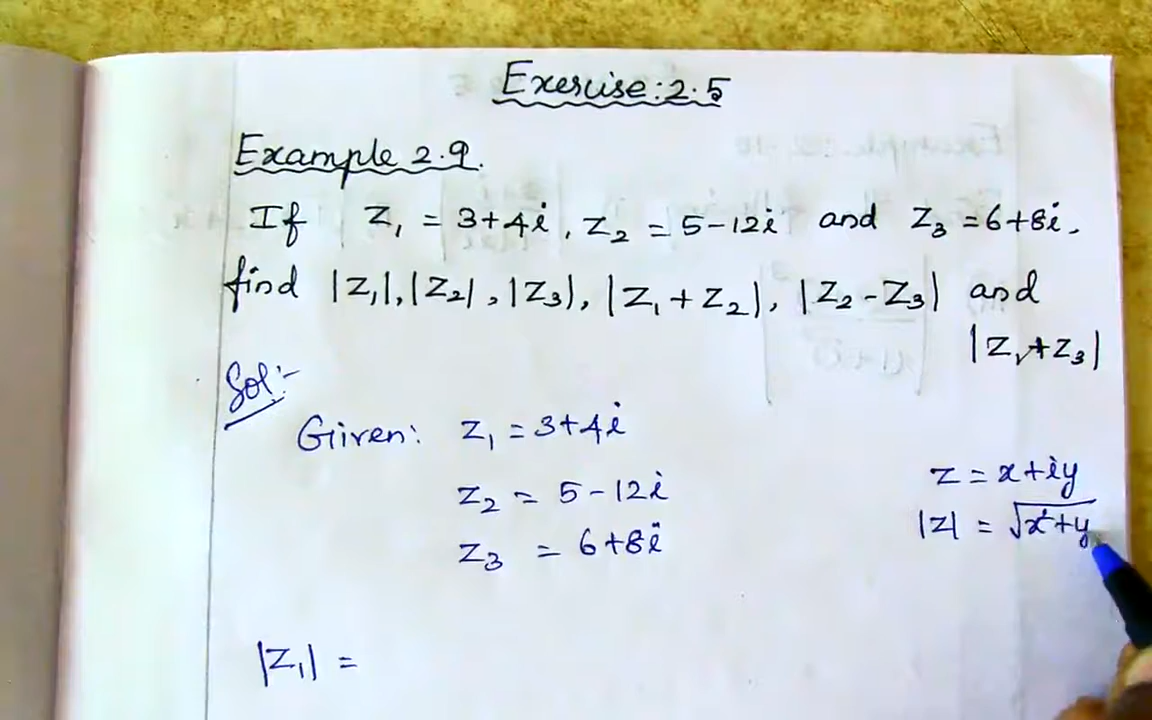 Exercise: 2.5
Example 2.9.
If z₁ = 3+4i, z₂ = 5-12i and z₃ = 6+8i.
find |z₁|, |z₂|, |z₃|, |z₁ + z₂|, |z₂ - z₃| and
|z₁+z₃|
Sol:-
Given: z₁ = 3+4i
z₂ = 5-12i
z₃ = 6+8i
z = x+iy
|z| = √x²+y
|z₁| =